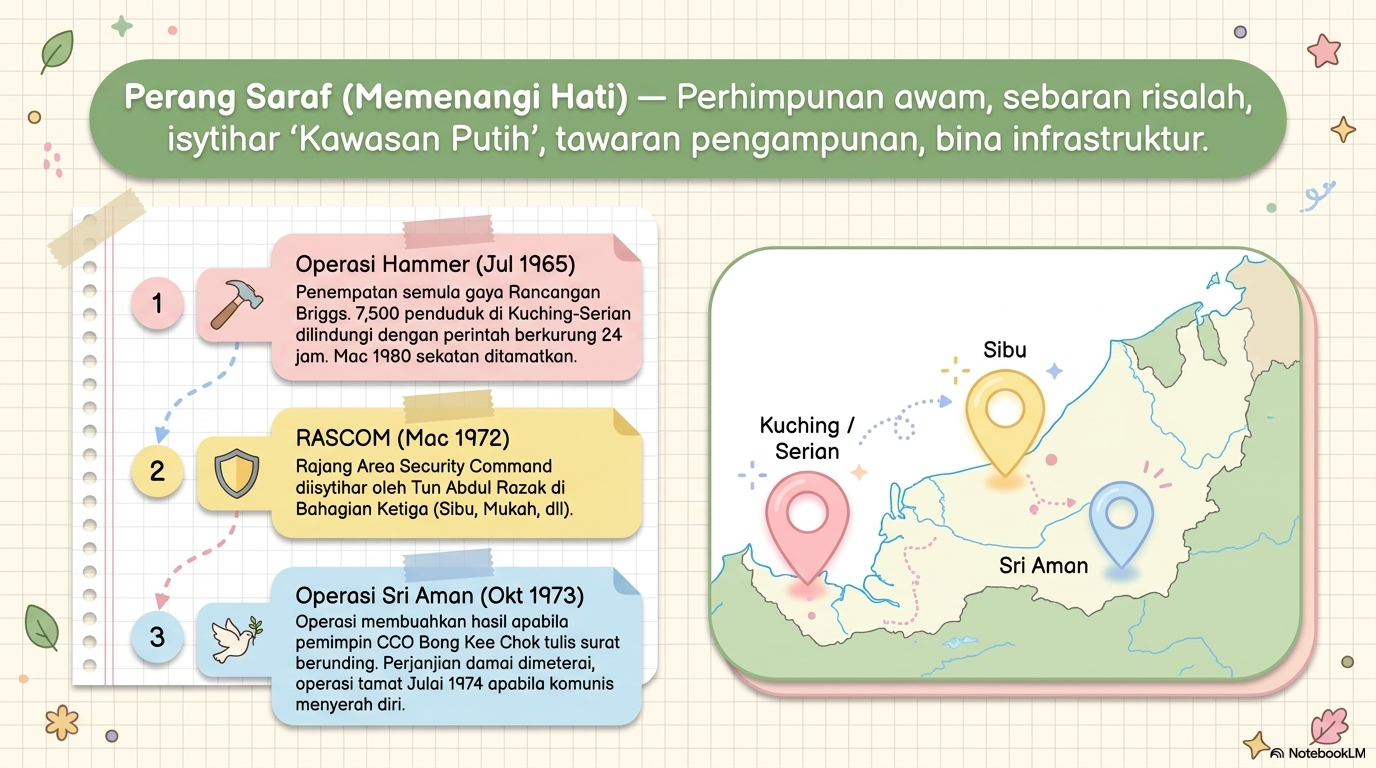 Perang Saraf (Memenangi Hati) — Perhimpunan awam, sebaran risalah,
isytihar ‘Kawasan Putih’, tawaran pengampunan, bina infrastruktur.
1
Operasi Hammer (Jul 1965)
Penempatan semula gaya Rancangan
Briggs. 7,500 penduduk di Kuching-Serian
dilindungi dengan perintah berkurung 24
jam. Mac 1980 sekatan ditamatkan.
2
RASCOM (Mac 1972)
Rajang Area Security Command
diisytihar oleh Tun Abdul Razak di
Bahagian Ketiga (Sibu, Mukah, dll).
3
Operasi Sri Aman (Okt 1973)
Operasi membuahkan hasil apabila
pemimpin CCO Bong Kee Chok tulis surat
berunding. Perjanjian damai dimeterai,
operasi tamat Julai 1974 apabila komunis
menyerah diri.
Sibu
Kuching /
Serian
Sri Aman
NotebookLM